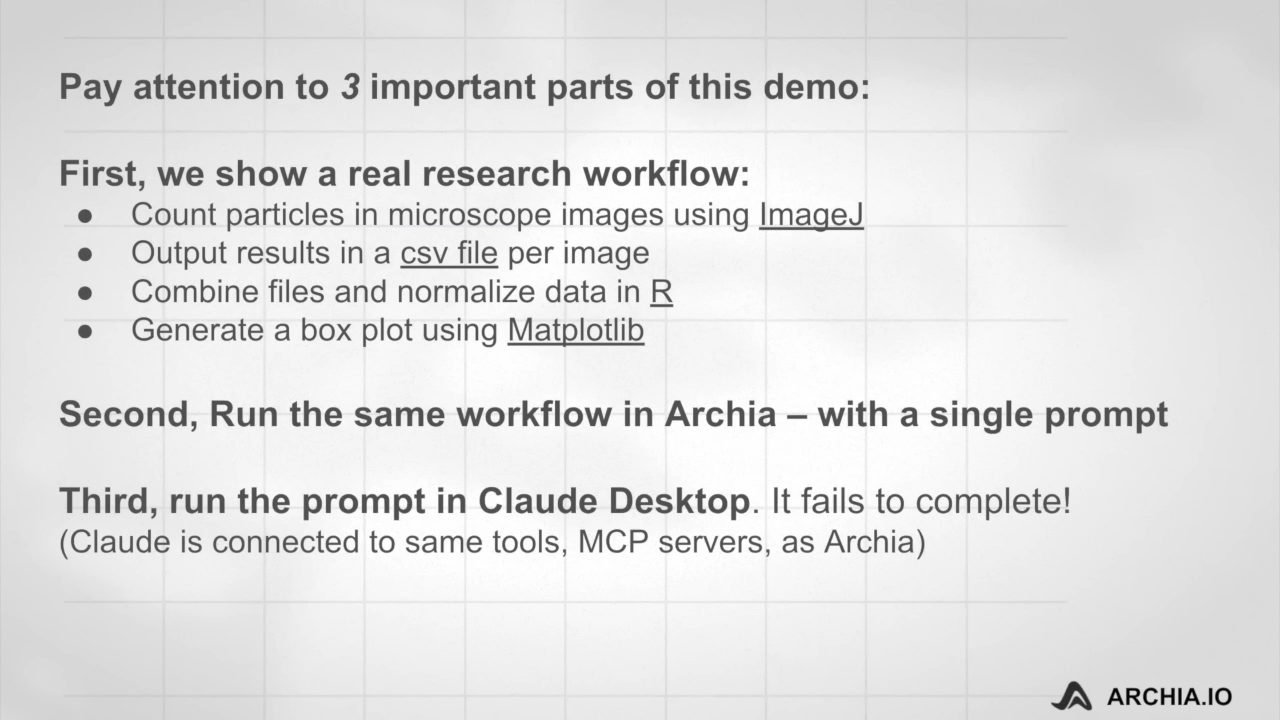 Pay attention to 3 important parts of this demo:
First, we show a real research workflow:
● Count particles in microscope images using ImageJ
● Output results in a csv file per image
● Combine files and normalize data in R
● Generate a box plot using Matplotlib
Second, Run the same workflow in Archia – with a single prompt
Third, run the prompt in Claude Desktop. It fails to complete!
(Claude is connected to same tools, MCP servers, as Archia)
ARCHIA.IO